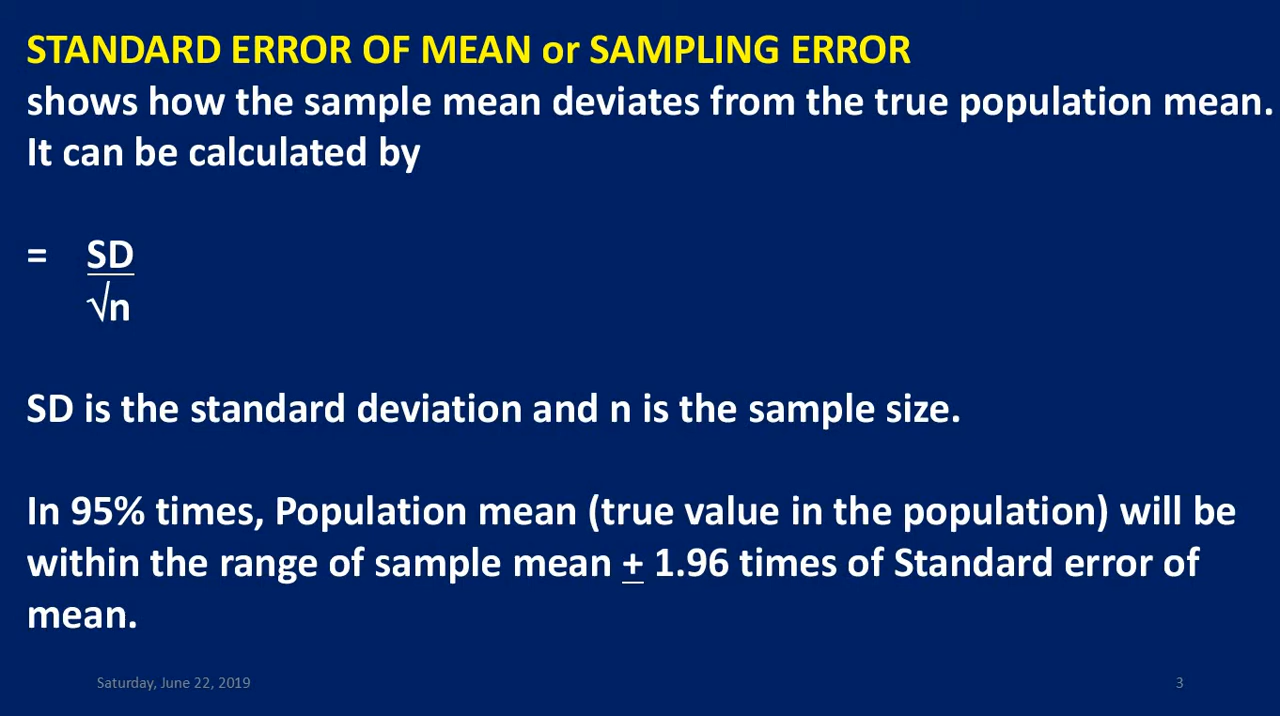 STANDARD ERROR OF MEAN or SAMPLING ERROR
shows how the sample mean deviates from the true population mean.
It can be calculated by
= SD
√n
SD is the standard deviation and n is the sample size.
In 95% times, Population mean (true value in the population) will be
within the range of sample mean + 1.96 times of Standard error of
mean.
Saturday, June 22, 2019 3